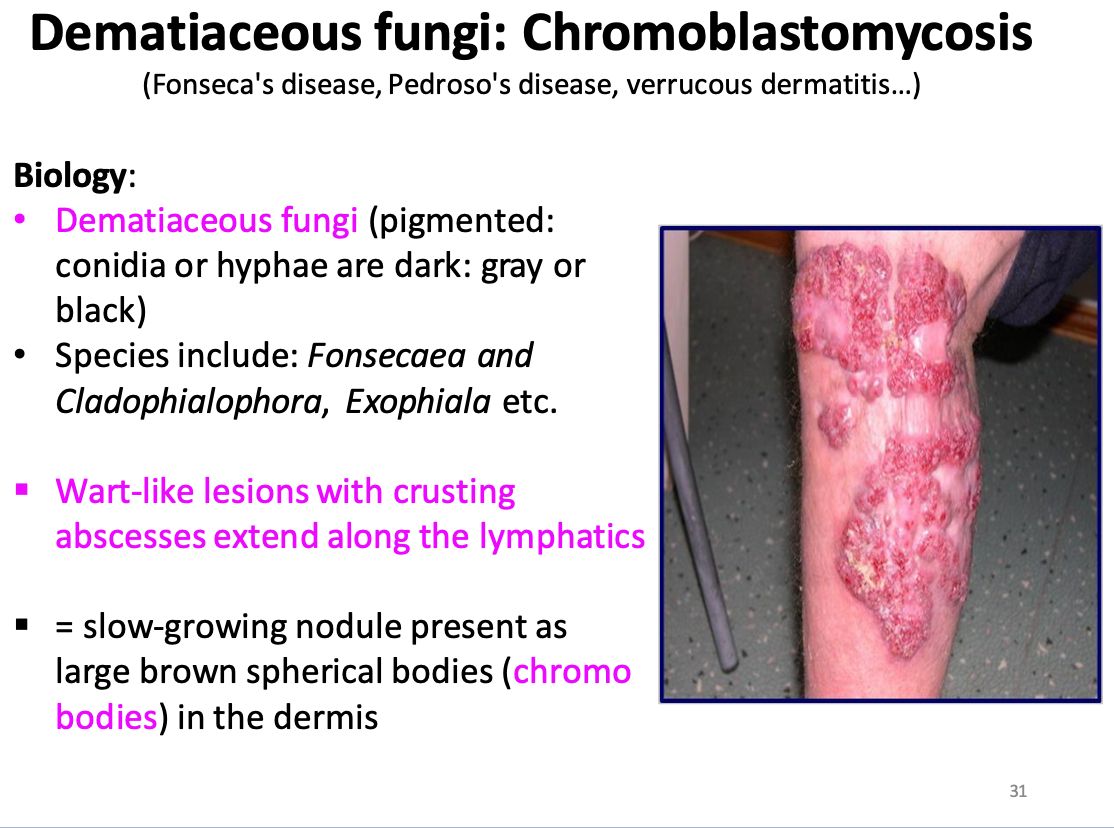 Dematiaceous fungi: Chromoblastomycosis
(Fonseca's disease, Pedroso's disease, verrucous dermatitis…)
Biology:
• Dematiaceous fungi (pigmented:
conidia or hyphae are dark: gray or
black)
• Species include: Fonsecaea and
Cladophialophora, Exophiala etc.
▪ Wart-like lesions with crusting
abscesses extend along the lymphatics
▪ = slow-growing nodule present as
large brown spherical bodies (chromo
bodies) in the dermis
31